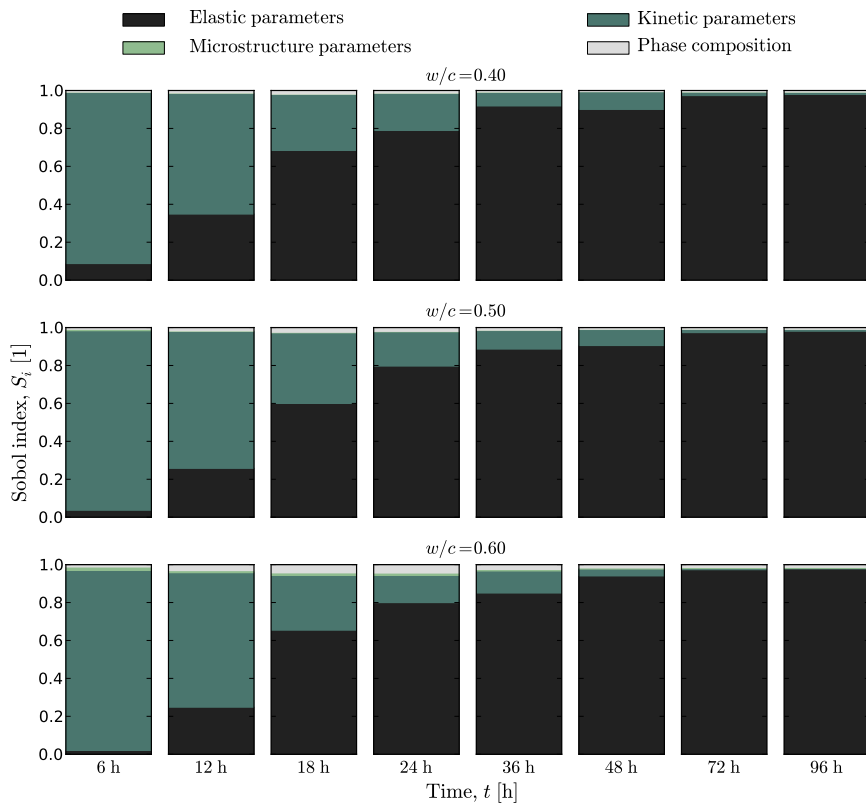 Elastic parameters
Kinetic parameters
Microstructure parameters
Phase composition
w/c=0.40
1.0
0.8
0.6
0.4
0.2
0.0
w/c=0.50
1.0
0.8
0.6
0.4
0.2
0.0
Sobol index, S_i [1]
w/c=0.60
1.0
0.8
0.6
0.4
0.2
0.0
6 h 12 h 18 h 24 h 36 h 48 h 72 h 96 h
Time, t [h]